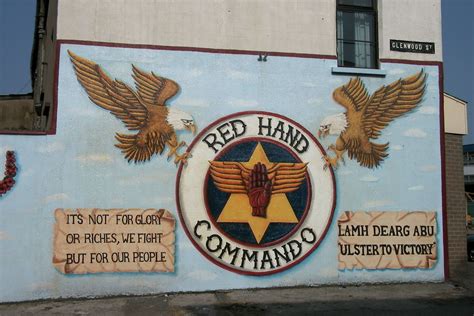 GLENWOOD ST
RED HAND
COMMANDO
IT'S NOT FOR GLORY
OR RICHES, WE FIGHT
BUT FOR OUR PEOPLE
LAMH DEARG ABU
'ULSTER TO VICTORY'